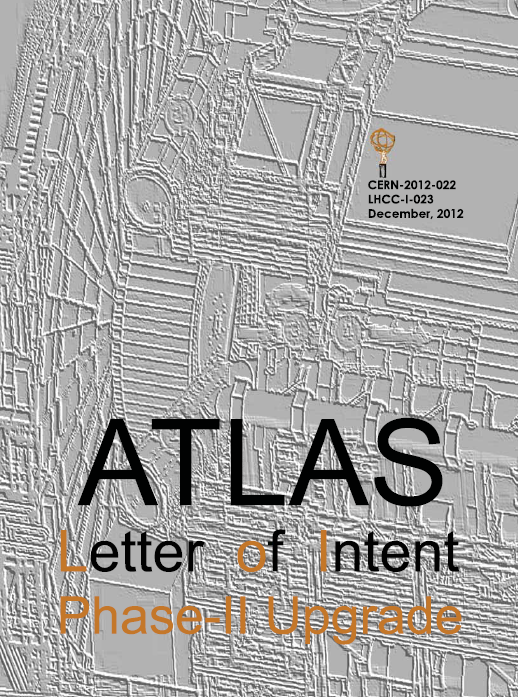 CERN-2012-022
LHCC-I-023
December, 2012
ATLAS
Letter of Intent
Phase-II Upgrade